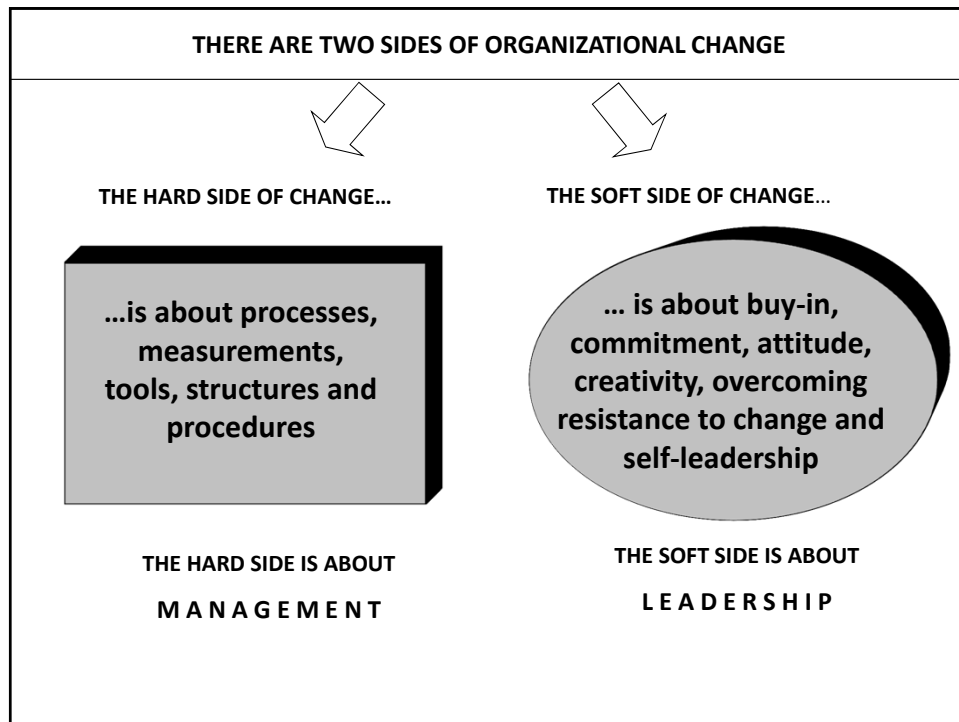 THERE ARE TWO SIDES OF ORGANIZATIONAL CHANGE
THE HARD SIDE OF CHANGE…
…is about processes,
measurements,
tools, structures and
procedures
THE HARD SIDE IS ABOUT
M A N A G E M E N T
THE SOFT SIDE OF CHANGE…
… is about buy-in,
commitment, attitude,
creativity, overcoming
resistance to change and
self-leadership
THE SOFT SIDE IS ABOUT
L E A D E R S H I P